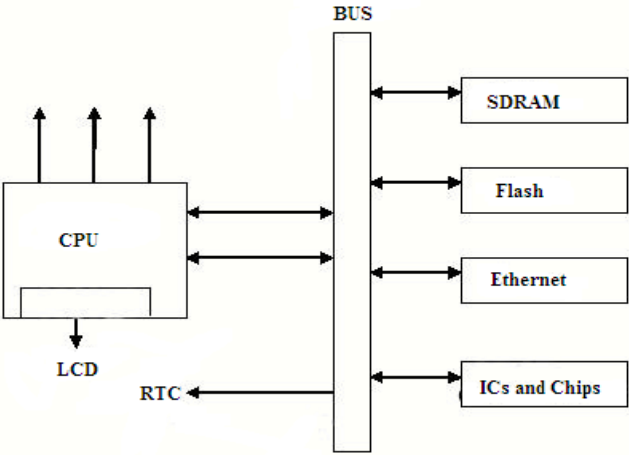 BUS
SDRAM
Flash
CPU
Ethernet
LCD
RTC
ICs and Chips